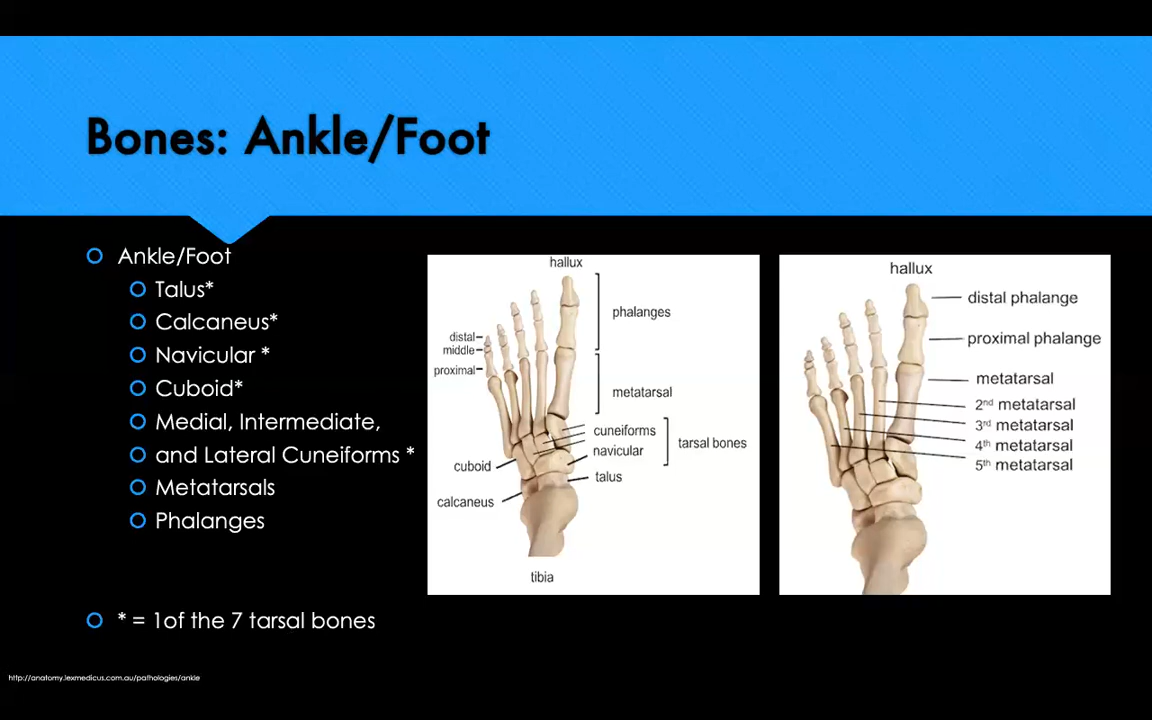 Bones: Ankle/Foot
Ankle/Foot
Talus*
Calcaneus*
Navicular *
Cuboid*
Medial, Intermediate,
and Lateral Cuneiforms *
Metatarsals
Phalanges
* = 1of the 7 tarsal bones
hallux
phalanges
distal
middle
proximal
metatarsal
cuneiforms
tarsal bones
navicular
cuboid
talus
calcaneus
tibia
hallux
distal phalange
proximal phalange
metatarsal
2nd metatarsal
3rd metatarsal
4th metatarsal
5th metatarsal
http://anatomy.lexmedicus.com.au/pathologies/ankle